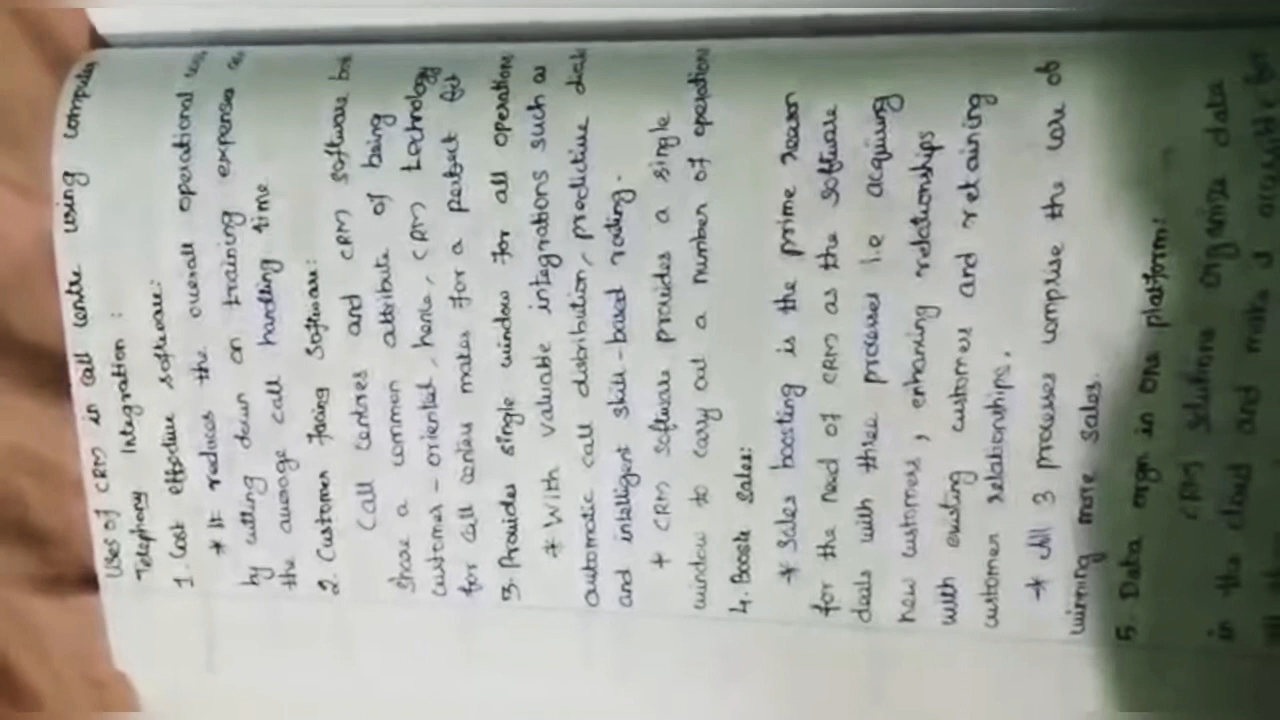 Uses of CRM in call centre using computer
Telephony Integration :
1. Cost effective software:
* It reduces the overall operational
by cutting down on training expenses
the average call handling time
2. Customer facing Software:
Call centres and CRM software
Share a common attribute of being
customer-oriented, hence, CRM technology
for call centers makes for a perfect fit
3. Provides single window for all operations
* With valuable integrations such as
automatic call distribution, predictive
and intelligent skill-based routing.
* CRM software provides a single
window to carry out a number of operations
4. Boosts Sales:
* Sales boosting is the prime reason
for the need of CRM as the software
deals with three processes i.e acquiring
new customers, enhancing relationships
with existing customers and retaining
customer relationships.
* All 3 processes comprise the core of
winning more sales.
5. Data orgn in one platform:
CRM solutions organize data
in the cloud and make it accessible for